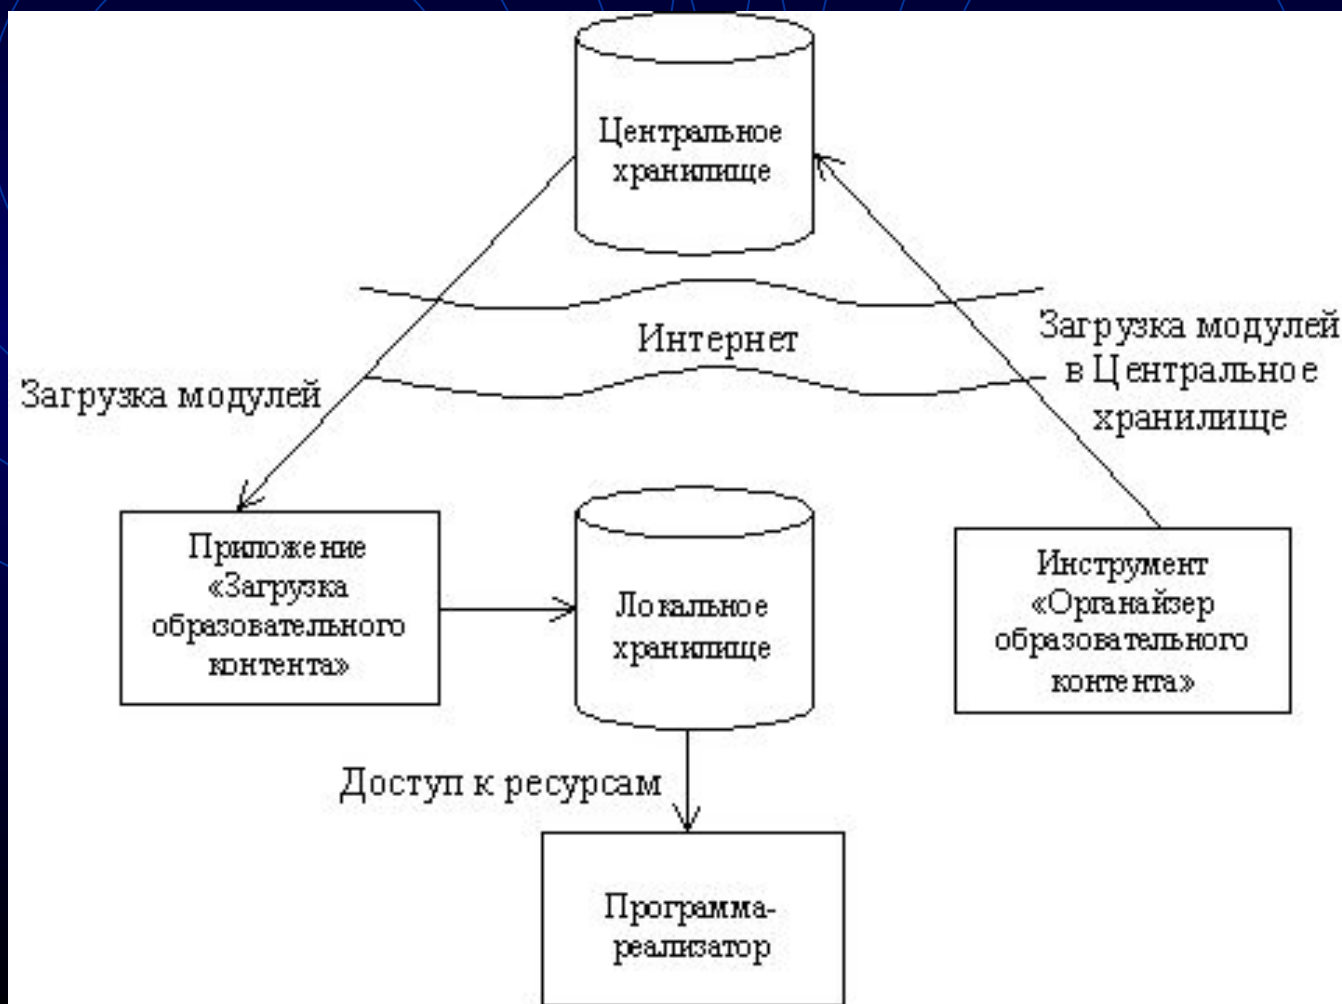 Центральное
хранилище
Интернет
Загрузка модулей
в Центральное
хранилище
Загрузка модулей
Приложение
«Загрузка
образовательного
контента»
Локальное
хранилище
Инструмент
«Органайзер
образовательного
контента»
Доступ к ресурсам
Программа-
реализатор